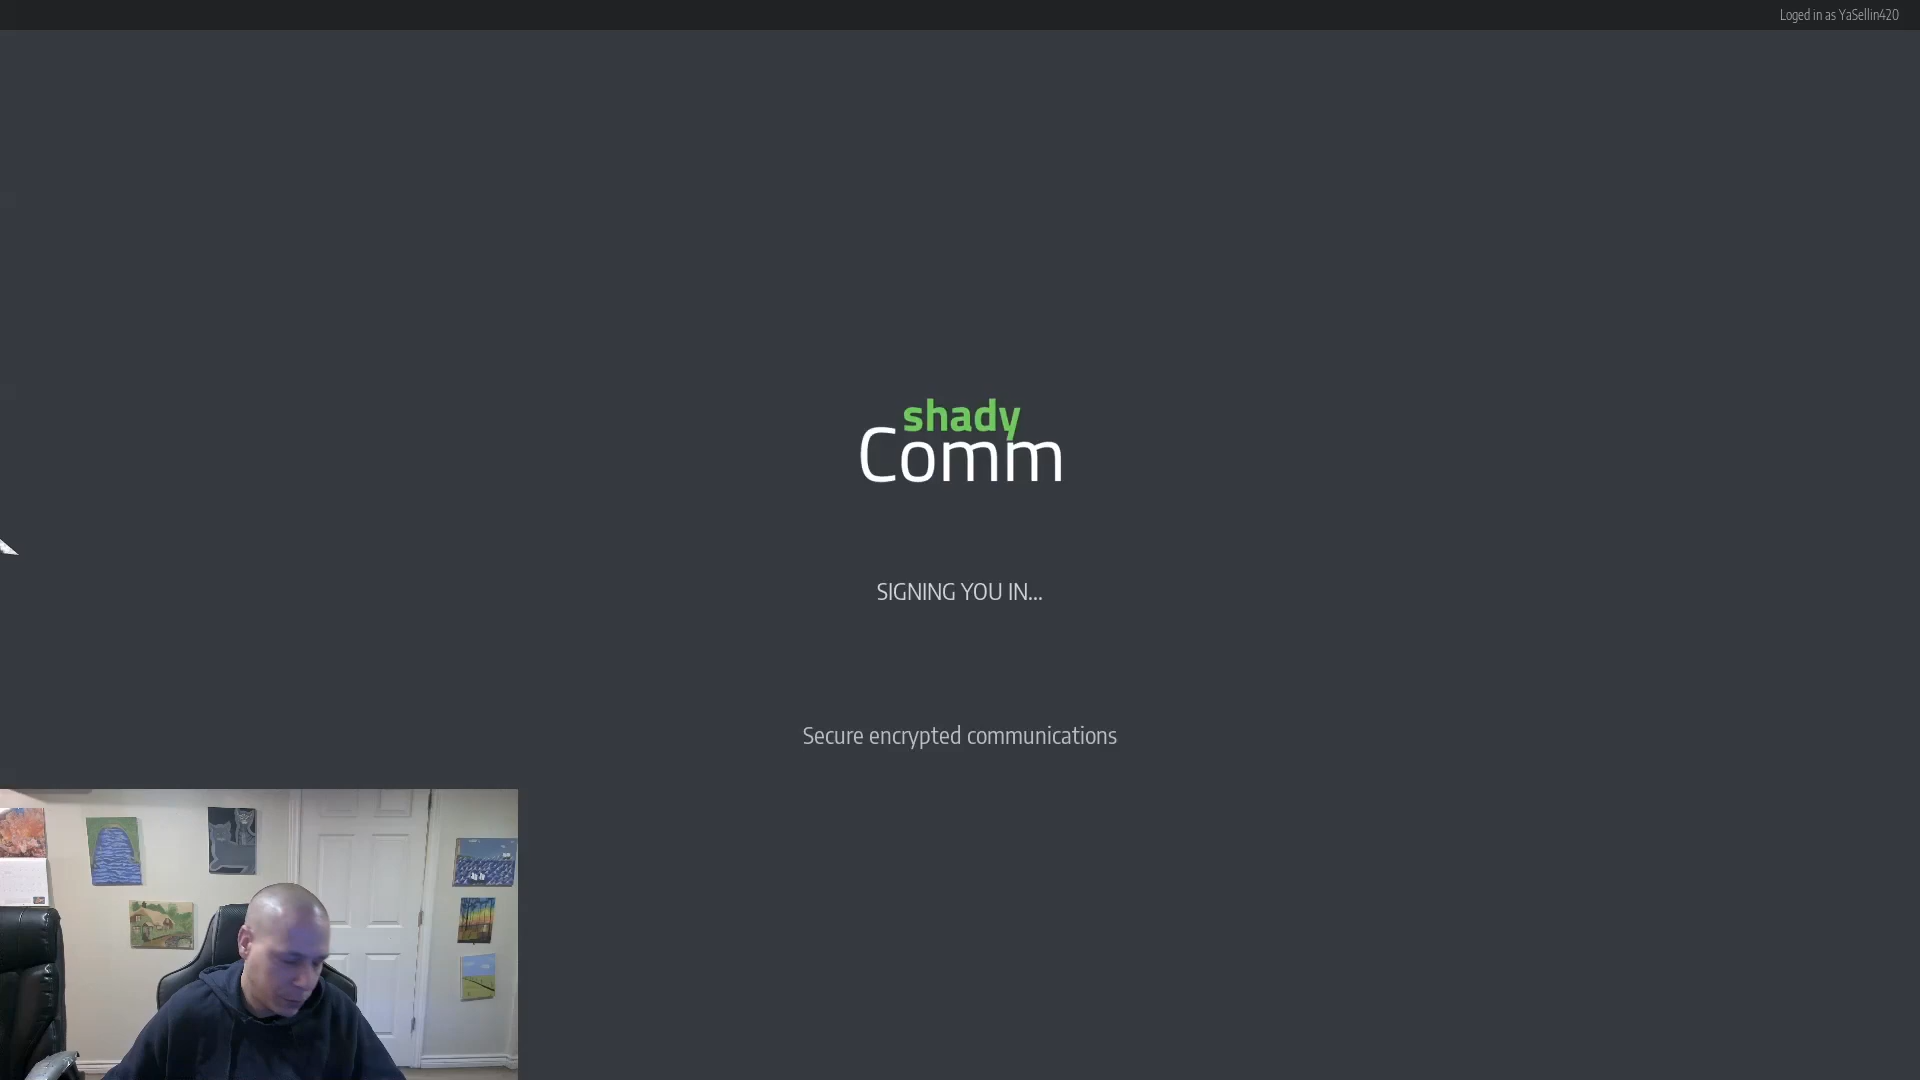 Loged in as YaSellin420
shady
Comm
SIGNING YOU IN...
Secure encrypted communications